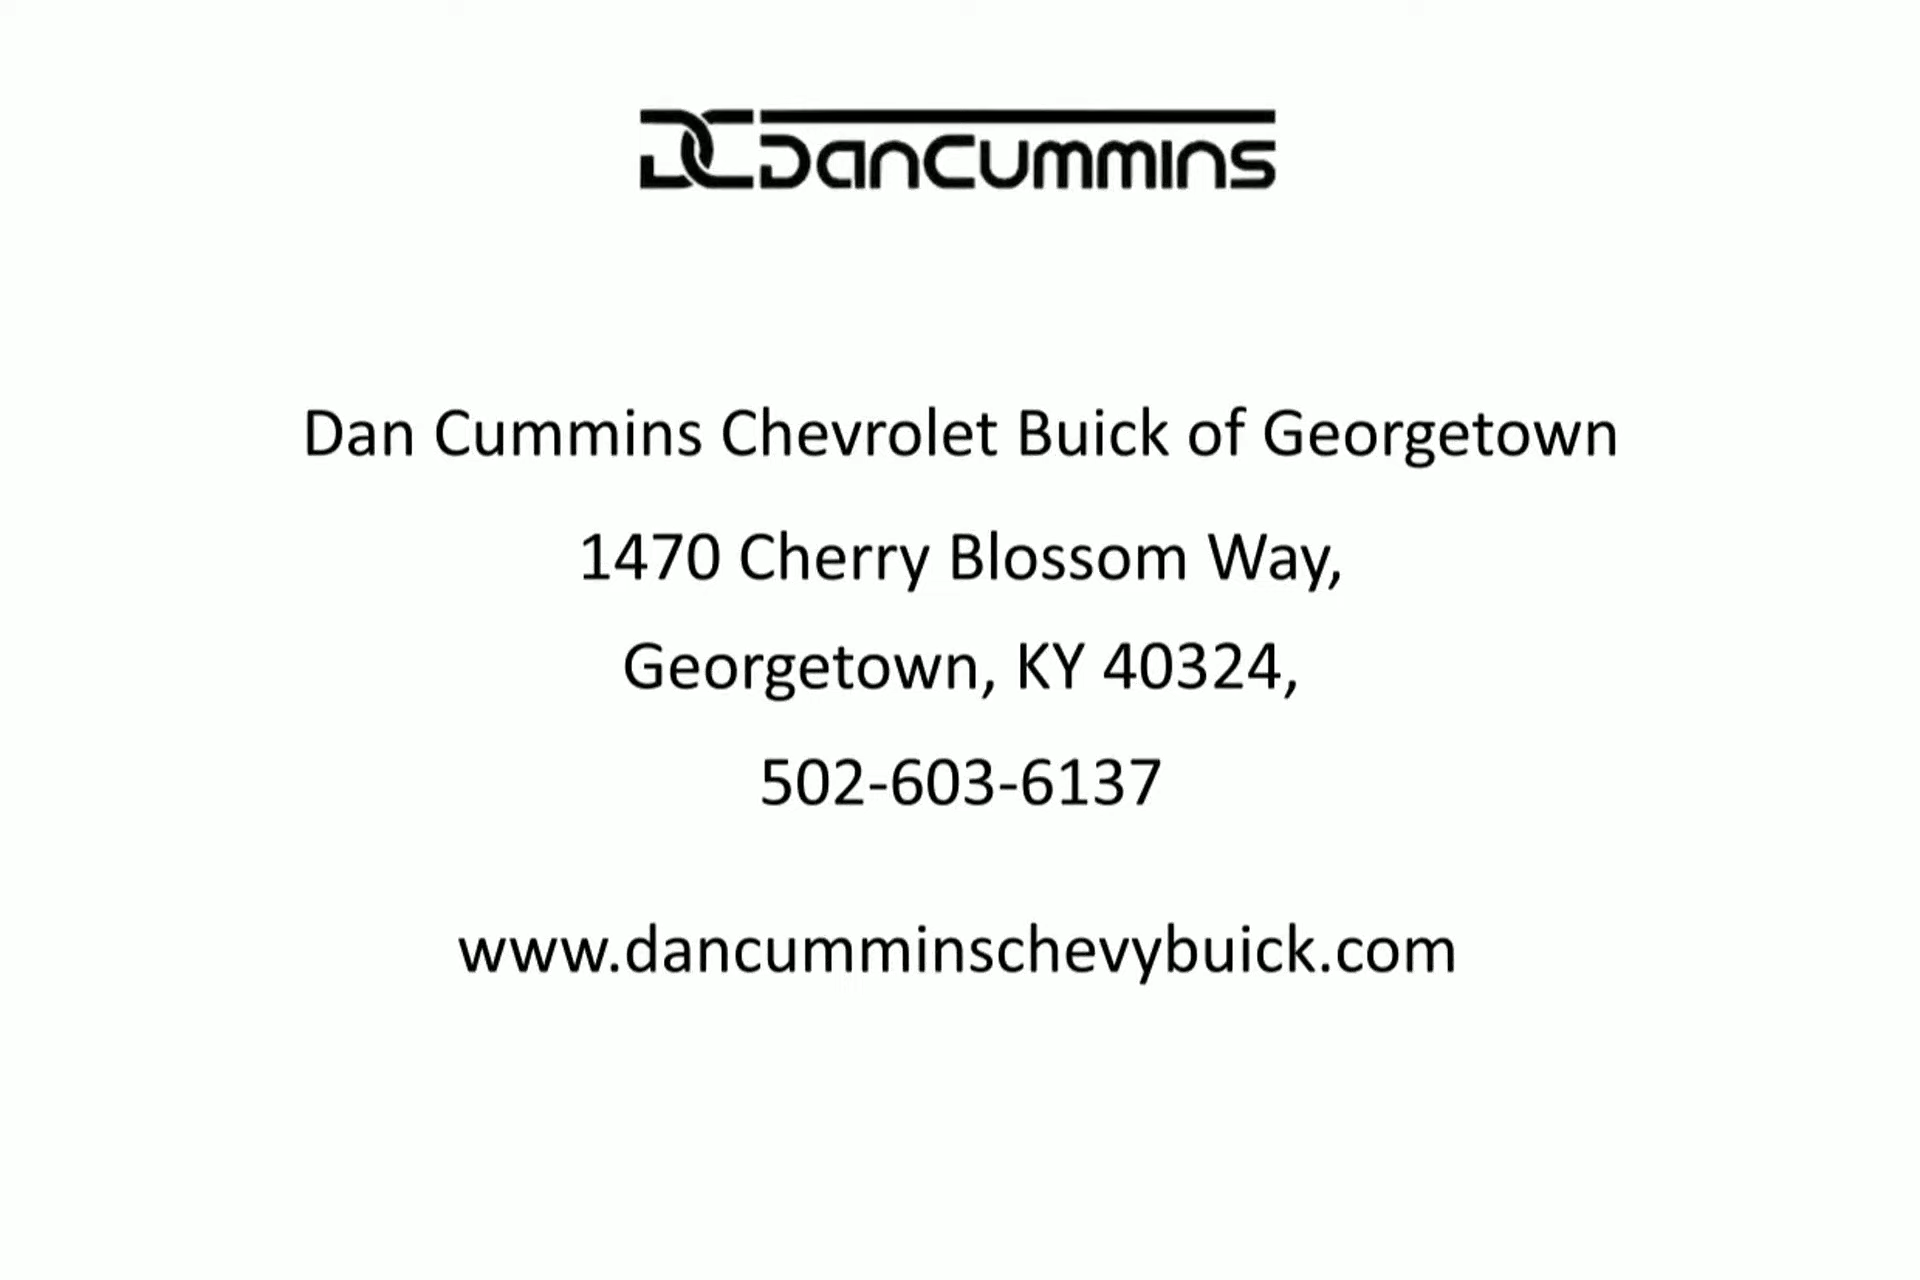 DC DanCummins
Dan Cummins Chevrolet Buick of Georgetown
1470 Cherry Blossom Way,
Georgetown, KY 40324,
502-603-6137
www.dancumminschevybuick.com